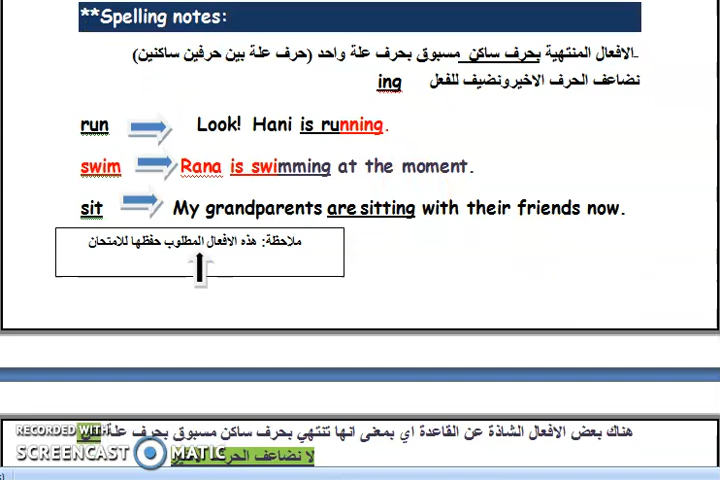 **Spelling notes:
-الافعال المنتهية بحرف ساكن مسبوق بحرف علة واحد (حرف علة بين حرفين ساكنين)
نضاعف الحرف الاخيرونضيف للفعل ing
run Look! Hani is running.
swim Rana is swimming at the moment.
sit My grandparents are sitting with their friends now.
ملاحظة: هذه الافعال المطلوب حفظها للامتحان
هناك بعض الافعال الشاذة عن القاعدة اي بمعنى انها تنتهي بحرف ساكن مسبوق بحرف علة
لا نضاعف الحرف
RECORDED WITH
SCREENCAST MATIC